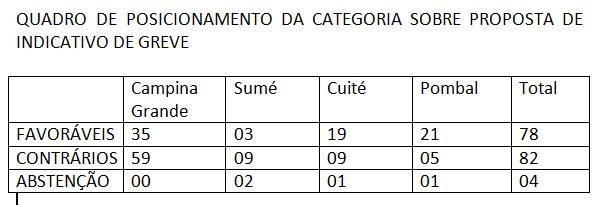 QUADRO DE POSICIONAMENTO DA CATEGORIA SOBRE PROPOSTA DE
INDICATIVO DE GREVE
Campina Grande Sumé Cuité Pombal Total
FAVORÁVEIS 35 03 19 21 78
CONTRÁRIOS 59 09 09 05 82
ABSTENÇÃO 00 02 01 01 04